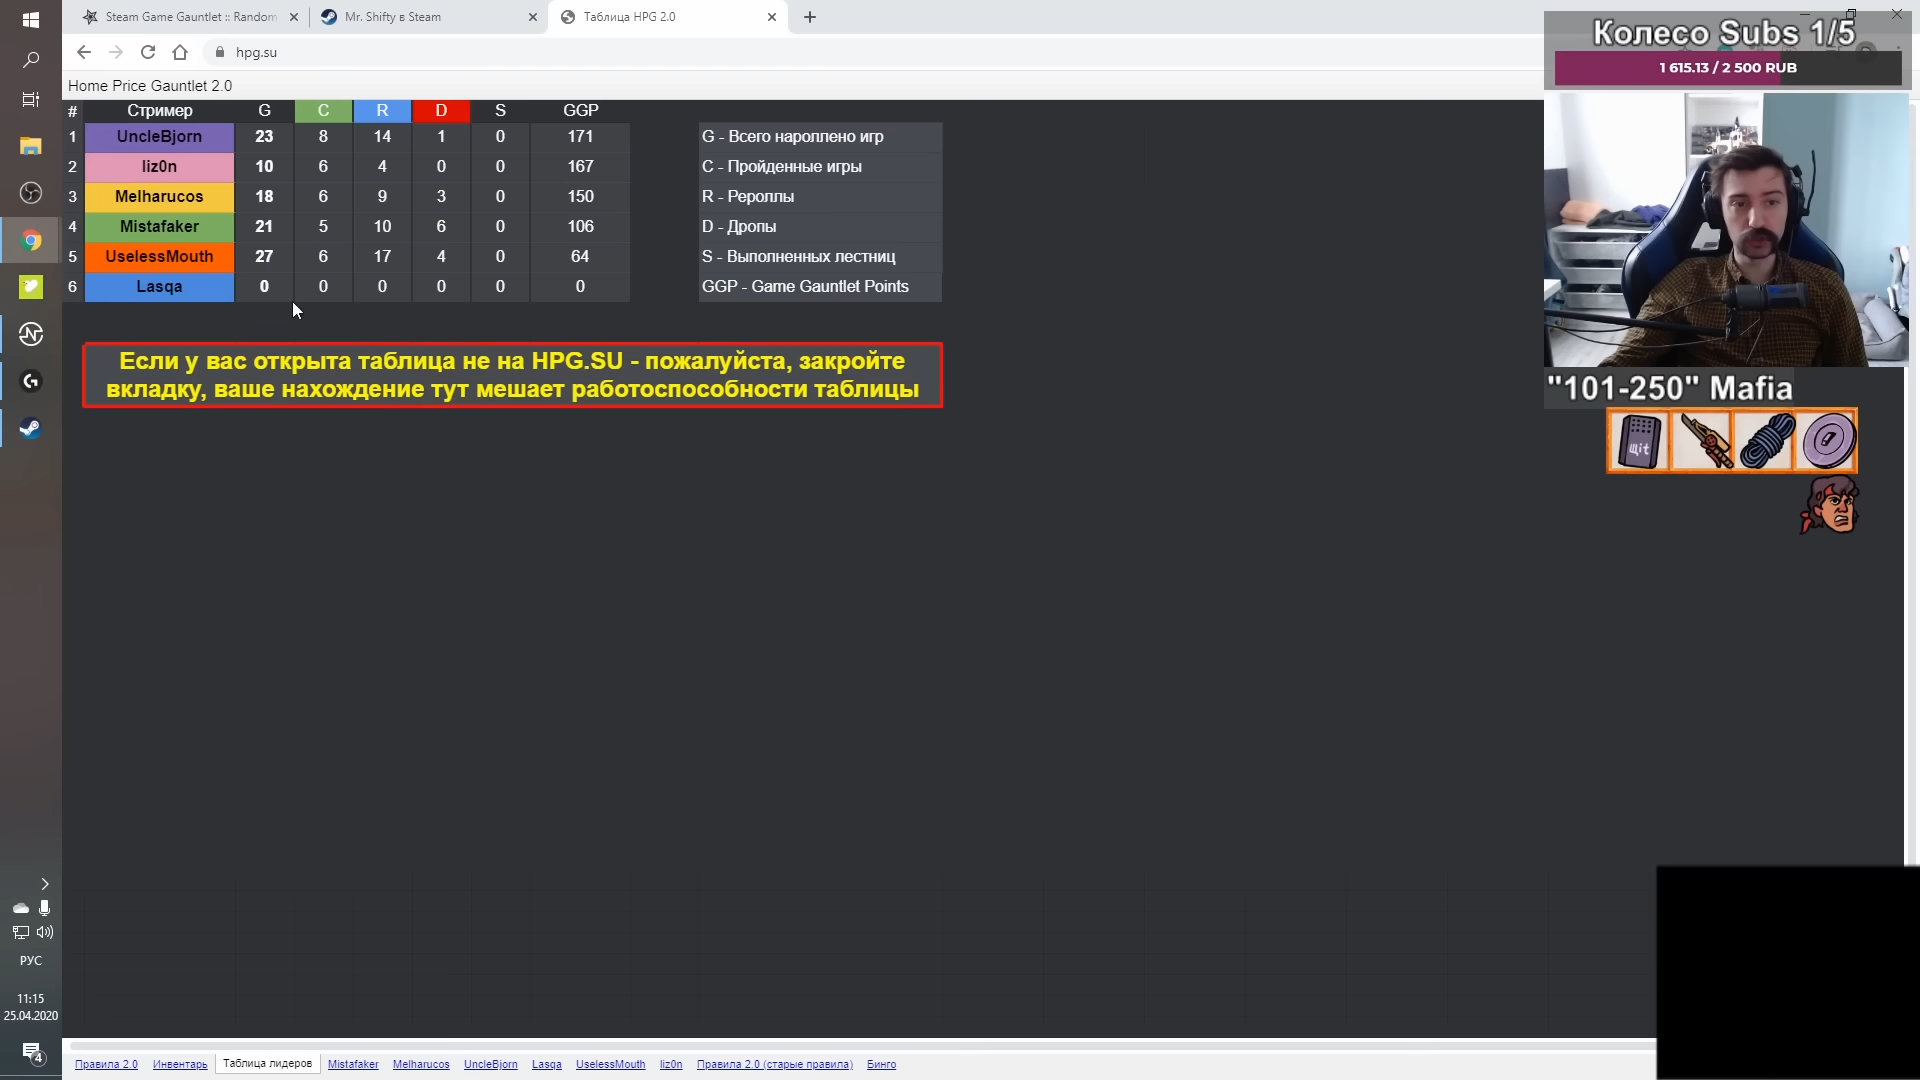 Steam Game Gauntlet :: Random
Mr. Shifty в Steam
Таблица HPG 2.0
hpg.su
Home Price Gauntlet 2.0
# Стример G C R D S GGP
1 UncleBjorn 23 8 14 1 0 171
2 liz0n 10 6 4 0 0 167
3 Melharucos 18 6 9 3 0 150
4 Mistafaker 21 5 10 6 0 106
5 UselessMouth 27 6 17 4 0 64
6 Lasqa 0 0 0 0 0 0
G - Всего нароллено игр
C - Пройденные игры
R - Рероллы
D - Дропы
S - Выполненных лестниц
GGP - Game Gauntlet Points
Если у вас открыта таблица не на HPG.SU - пожалуйста, закройте
вкладку, ваше нахождение тут мешает работоспособности таблицы
Колесо Subs 1/5
1 615.13 / 2 500 RUB
"101-250" Mafia
щit
РУС
11:15
25.04.2020
4
Правила 2.0 Инвентарь Таблица лидеров Mistafaker Melharucos UncleBjorn Lasqa UselessMouth liz0n Правила 2.0 (старые правила) Бинго